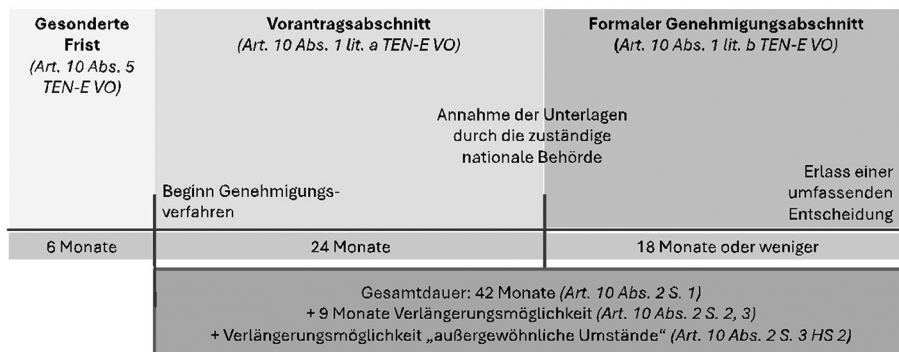 Gesonderte
Frist
(Art. 10 Abs. 5
TEN-E VO)
Vorantragsabschnitt
(Art. 10 Abs. 1 lit. a TEN-E VO)
Formaler Genehmigungsabschnitt
(Art. 10 Abs. 1 lit. b TEN-E VO)
Annahme der Unterlagen
durch die zuständige
nationale Behörde
Beginn Genehmigungs-
verfahren
Erlass einer
umfassenden
Entscheidung
6 Monate
24 Monate
18 Monate oder weniger
Gesamtdauer: 42 Monate (Art. 10 Abs. 2 S. 1)
+ 9 Monate Verlängerungsmöglichkeit (Art. 10 Abs. 2 S. 2, 3)
+ Verlängerungsmöglichkeit „außergewöhnliche Umstände“ (Art. 10 Abs. 2 S. 3 HS 2)